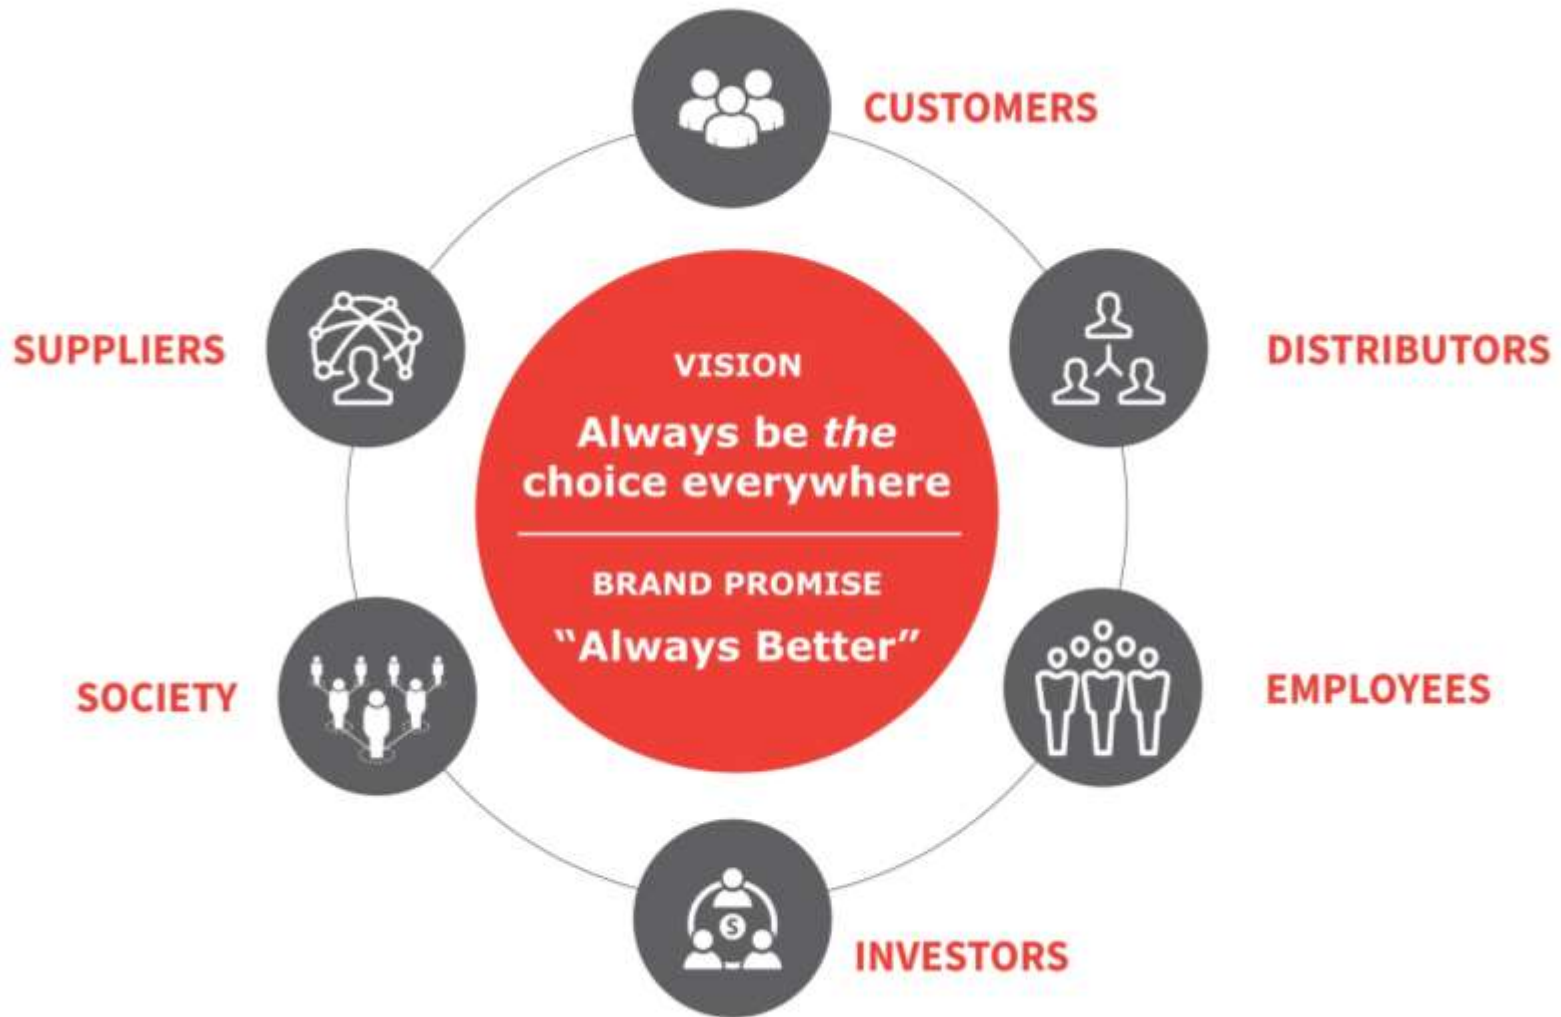 CUSTOMERS
SUPPLIERS
DISTRIBUTORS
VISION
Always be the
choice everywhere
BRAND PROMISE
“Always Better”
SOCIETY
EMPLOYEES
S
INVESTORS